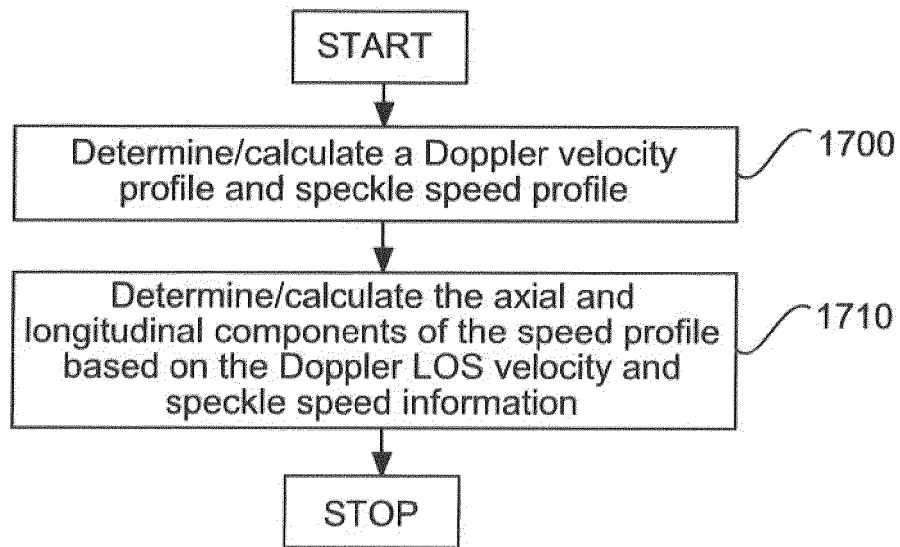 START
Determine/calculate a Doppler velocity
profile and speckle speed profile
1700
Determine/calculate the axial and
longitudinal components of the speed profile
based on the Doppler LOS velocity and
speckle speed information
1710
STOP